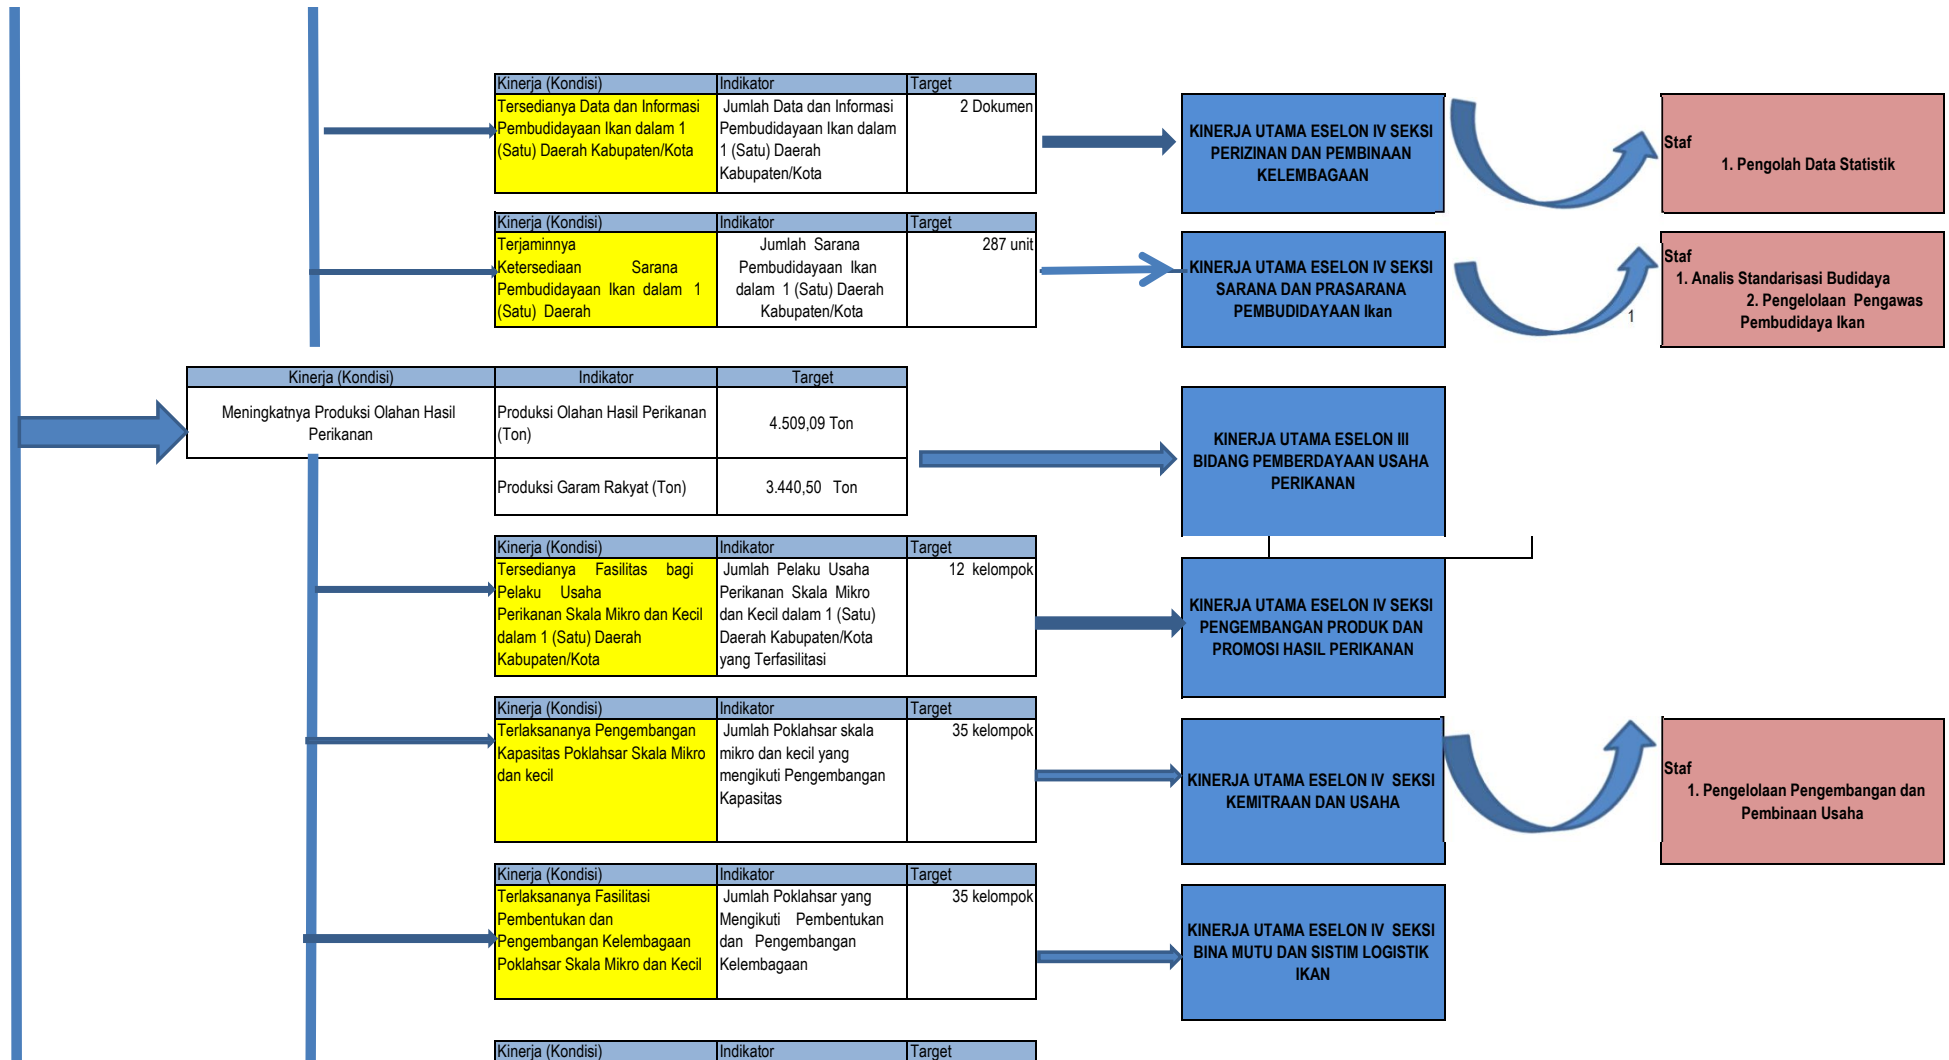 Kinerja (Kondisi) Indikator Target
Tersedianya Data dan Informasi
Pembudidayaan Ikan dalam 1
(Satu) Daerah Kabupaten/Kota
Jumlah Data dan Informasi
Pembudidayaan Ikan dalam
1 (Satu) Daerah
Kabupaten/Kota
2 Dokumen
KINERJA UTAMA ESELON IV SEKSI
PERIZINAN DAN PEMBINAAN
KELEMBAGAAN
Staf
1. Pengolah Data Statistik
Kinerja (Kondisi) Indikator Target
Terjaminnya
Ketersediaan Sarana
Pembudidayaan Ikan dalam 1
(Satu) Daerah
Jumlah Sarana
Pembudidayaan Ikan
dalam 1 (Satu) Daerah
Kabupaten/Kota
287 unit
KINERJA UTAMA ESELON IV SEKSI
SARANA DAN PRASARANA
PEMBUDIDAYAAN Ikan
1
Staf
1. Analis Standarisasi Budidaya
2. Pengelolaan Pengawas
Pembudidaya Ikan
Kinerja (Kondisi) Indikator Target
Meningkatnya Produksi Olahan Hasil
Perikanan
Produksi Olahan Hasil Perikanan
(Ton)
4.509,09 Ton
Produksi Garam Rakyat (Ton)
3.440,50 Ton
KINERJA UTAMA ESELON III
BIDANG PEMBERDAYAAN USAHA
PERIKANAN
Kinerja (Kondisi) Indikator Target
Tersedianya Fasilitas bagi
Pelaku Usaha
Perikanan Skala Mikro dan Kecil
dalam 1 (Satu) Daerah
Kabupaten/Kota
Jumlah Pelaku Usaha
Perikanan Skala Mikro
dan Kecil dalam 1 (Satu)
Daerah Kabupaten/Kota
yang Terfasilitasi
12 kelompok
KINERJA UTAMA ESELON IV SEKSI
PENGEMBANGAN PRODUK DAN
PROMOSI HASIL PERIKANAN
Kinerja (Kondisi) Indikator Target
Terlaksananya Pengembangan
Kapasitas Poklahsar Skala Mikro
dan kecil
Jumlah Poklahsar skala
mikro dan kecil yang
mengikuti Pengembangan
Kapasitas
35 kelompok
KINERJA UTAMA ESELON IV SEKSI
KEMITRAAN DAN USAHA
Staf
1. Pengelolaan Pengembangan dan
Pembinaan Usaha
Kinerja (Kondisi) Indikator Target
Terlaksananya Fasilitasi
Pembentukan dan
Pengembangan Kelembagaan
Poklahsar Skala Mikro dan Kecil
Jumlah Poklahsar yang
Mengikuti Pembentukan
dan Pengembangan
Kelembagaan
35 kelompok
KINERJA UTAMA ESELON IV SEKSI
BINA MUTU DAN SISTIM LOGISTIK
IKAN
Kinerja (Kondisi) Indikator Target